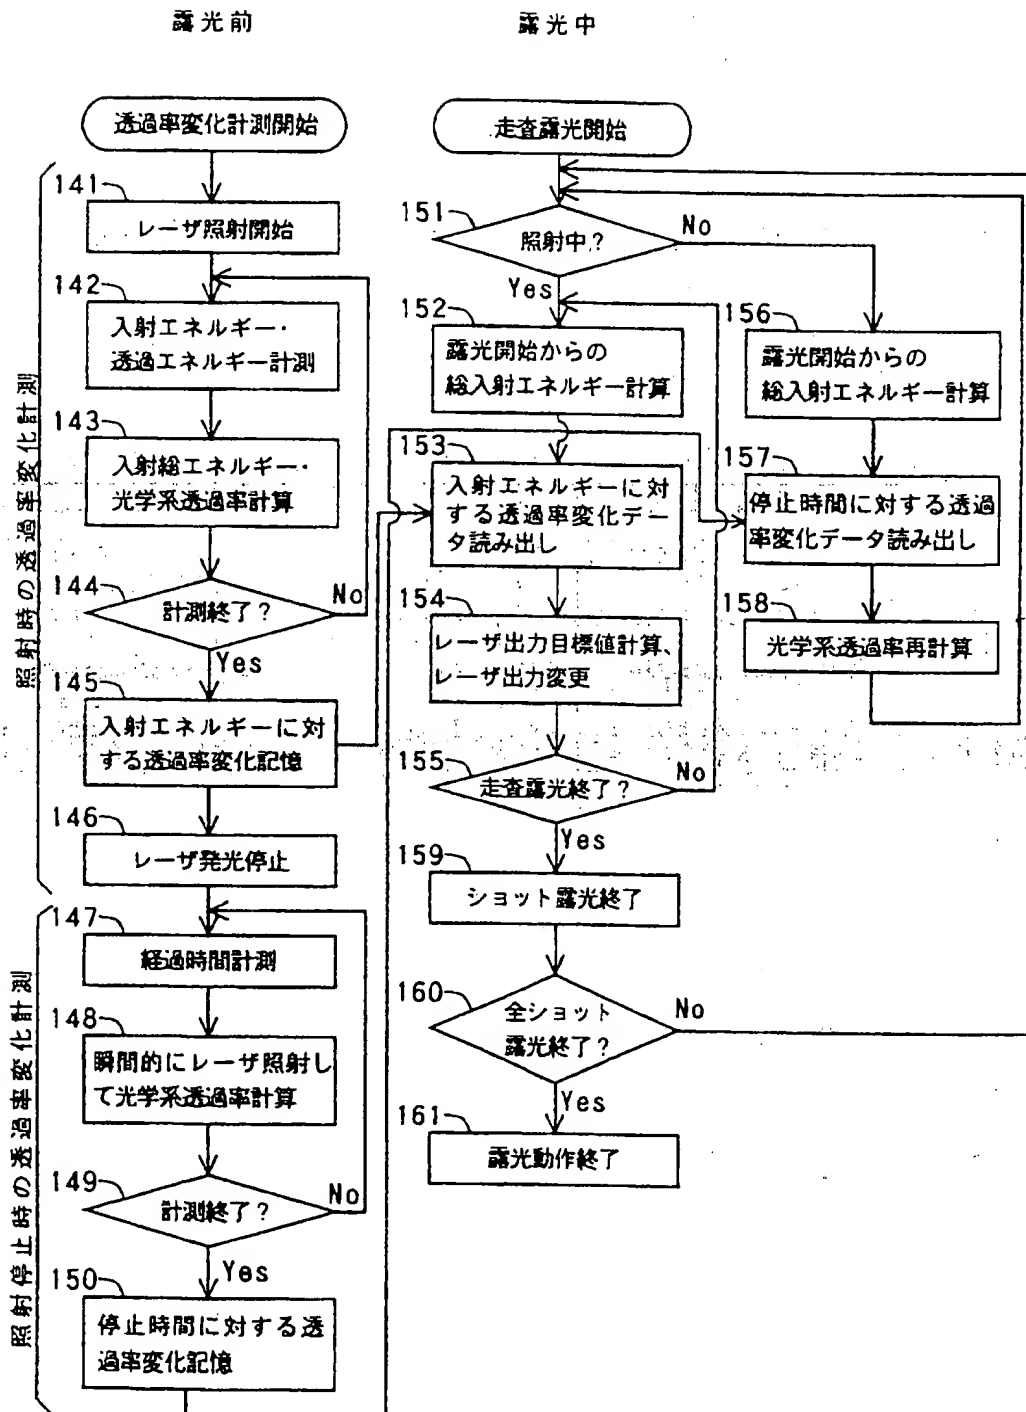 露光前
露光中
透過率変化計測開始
照射時の透過率変化計測
141
レーザ照射開始
142
入射エネルギー・
透過エネルギー計測
143
入射総エネルギー・
光学系透過率計算
144
計測終了?
No
Yes
145
入射エネルギーに対
する透過率変化記憶
146
レーザ発光停止
照射停止時の透過率変化計測
147
経過時間計測
148
瞬間的にレーザ照射し
て光学系透過率計算
149
計測終了?
No
Yes
150
停止時間に対する透
過率変化記憶
走査露光開始
151
照射中?
No
Yes
152
露光開始からの
総入射エネルギー計算
153
入射エネルギーに対
する透過率変化デー
タ読み出し
154
レーザ出力目標値計算、
レーザ出力変更
155
走査露光終了?
No
Yes
156
露光開始からの
総入射エネルギー計算
157
停止時間に対する透過
率変化データ読み出し
158
光学系透過率再計算
159
ショット露光終了
160
全ショット
露光終了?
No
Yes
161
露光動作終了